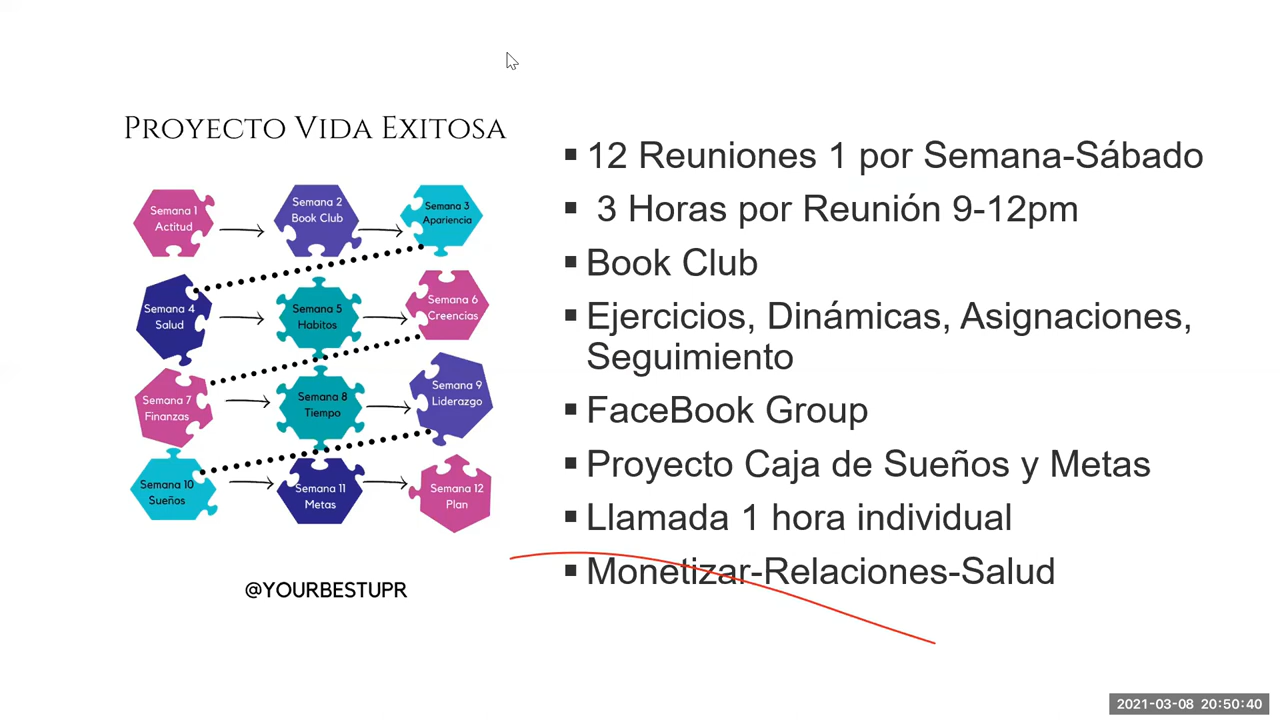 PROYECTO VIDA EXITOSA
Semana 1
Actitud
Semana 2
Book Club
Semana 3
Apariencia
Semana 4
Salud
Semana 5
Habitos
Semana 6
Creencias
Semana 7
Finanzas
Semana 8
Tiempo
Semana 9
Liderazgo
Semana 10
Sueños
Semana 11
Metas
Semana 12
Plan
@YOURBESTUPR
▪ 12 Reuniones 1 por Semana-Sábado
▪ 3 Horas por Reunión 9-12pm
▪ Book Club
▪ Ejercicios, Dinámicas, Asignaciones,
Seguimiento
▪ FaceBook Group
▪ Proyecto Caja de Sueños y Metas
▪ Llamada 1 hora individual
▪ Monetizar-Relaciones-Salud
2021-03-08 20:50:40